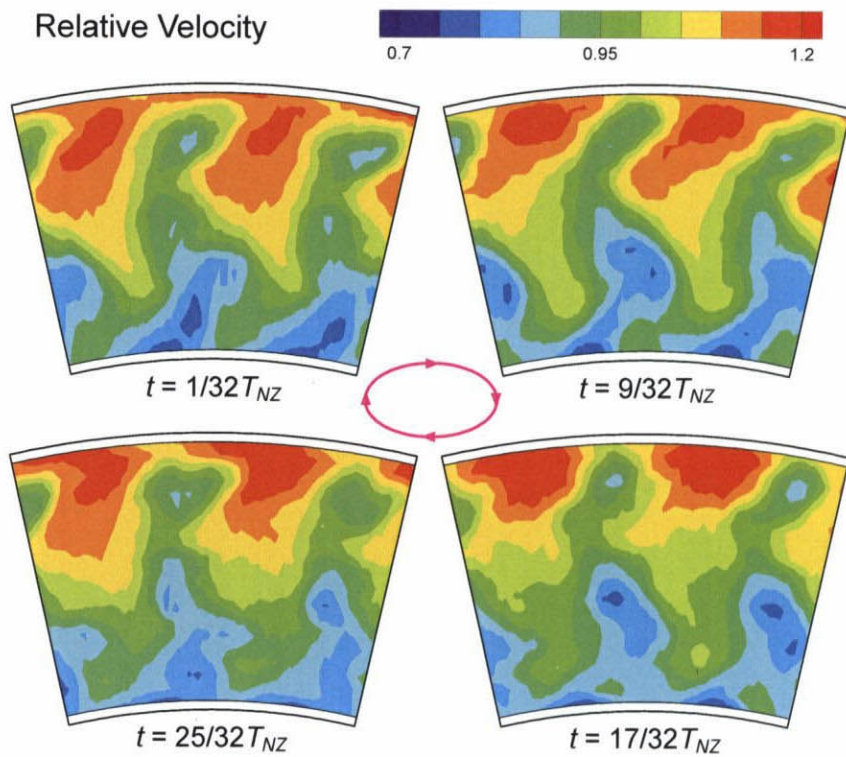 Relative Velocity
0.7 0.95 1.2
t = 1/32T_NZ t = 9/32T_NZ
t = 25/32T_NZ t = 17/32T_NZ